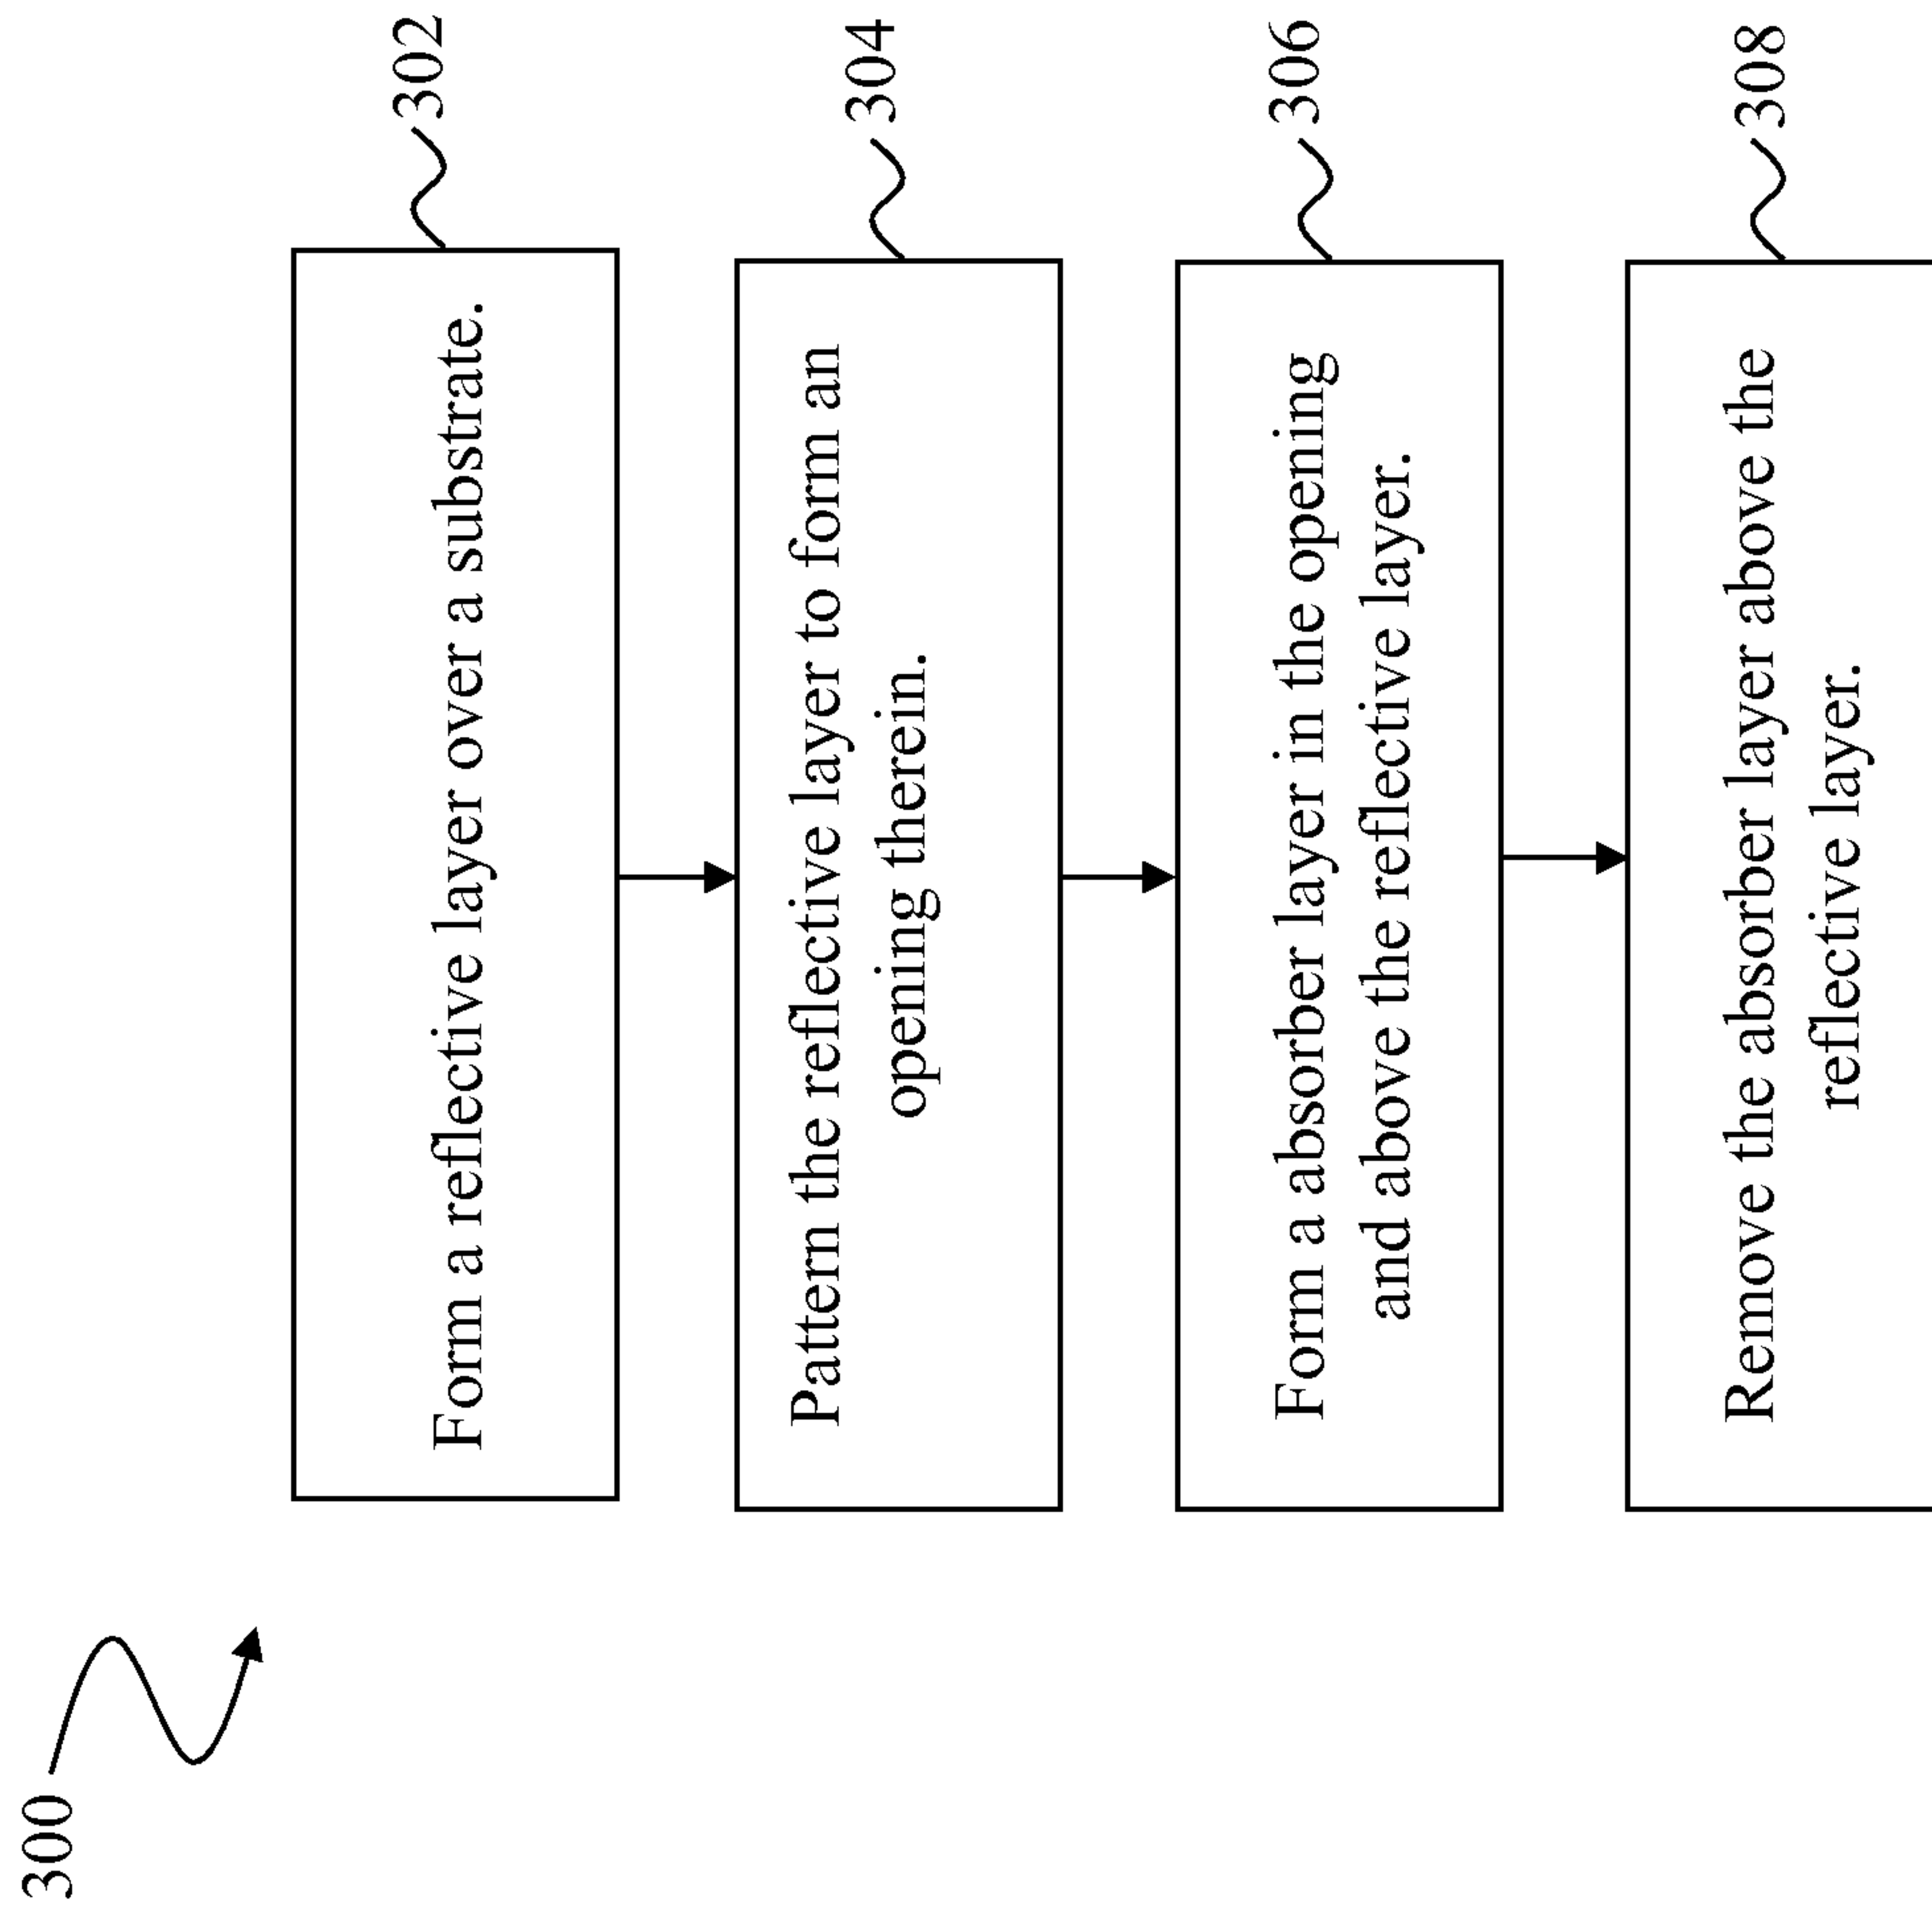 300
Form a reflective layer over a substrate.
302
Pattern the reflective layer to form an
opening therein.
304
Form a absorber layer in the opening
and above the reflective layer.
306
Remove the absorber layer above the
reflective layer.
308